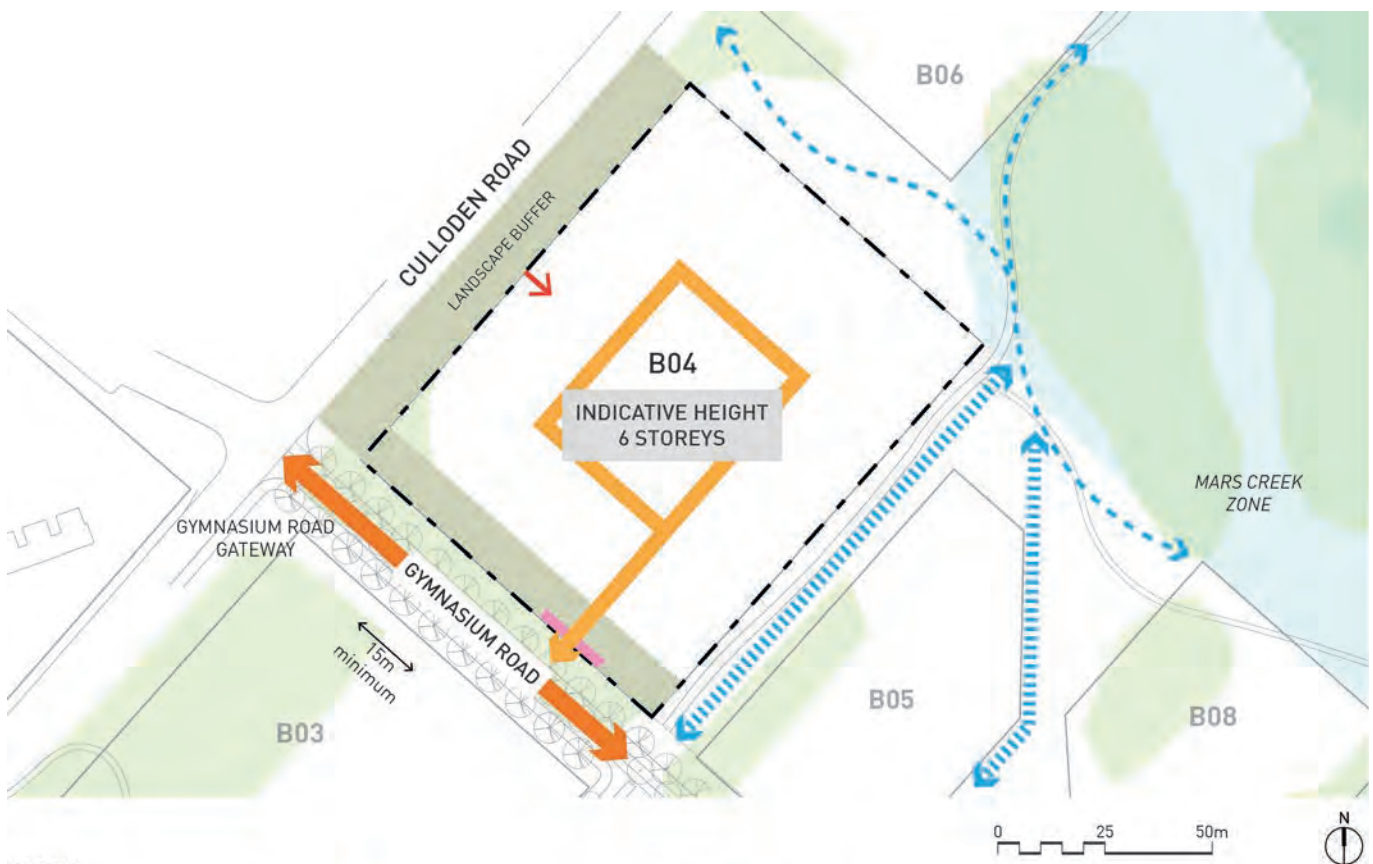 B06
CULLODEN ROAD
LANDSCAPE BUFFER
B04
INDICATIVE HEIGHT
6 STOREYS
MARS CREEK
ZONE
GYMNASIUM ROAD
GATEWAY
GYMNASIUM ROAD
15m
minimum
B03
B05
B08
0 25 50m
N